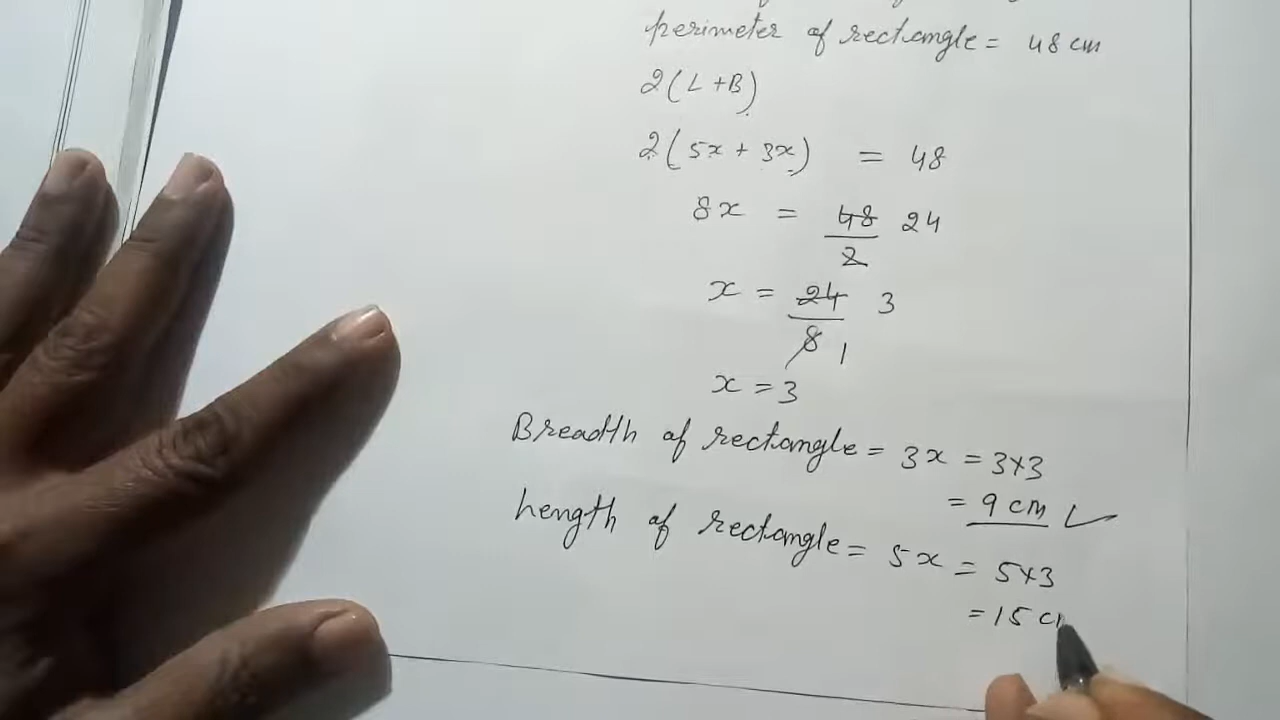 perimeter of rectangle = 48 cm
2(L+B)
2(5x + 3x) = 48
8x = 48/2 24
x = 24/8 3 1
x = 3
Breadth of rectangle = 3x = 3×3
= 9 cm ✓
Length of rectangle = 5x = 5×3
= 15 c